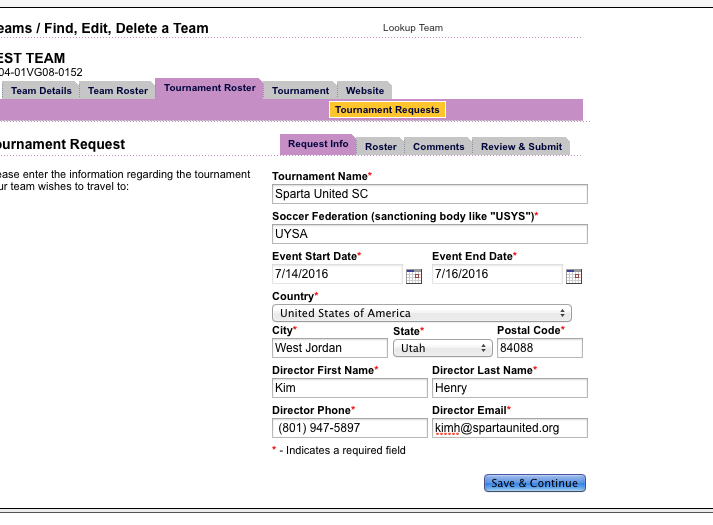 eams / Find, Edit, Delete a Team Lookup Team
EST TEAM
04-01VG08-0152
Team Details Team Roster Tournament Roster Tournament Website
Tournament Requests
ournament Request Request Info Roster Comments Review & Submit
ease enter the information regarding the tournament
ur team wishes to travel to:
Tournament Name*
Sparta United SC
Soccer Federation (sanctioning body like "USYS")*
UYSA
Event Start Date* Event End Date*
7/14/2016 7/16/2016
Country*
United States of America
City* State* Postal Code*
West Jordan Utah 84088
Director First Name* Director Last Name*
Kim Henry
Director Phone* Director Email*
(801) 947-5897 kimh@spartaunited.org
* - Indicates a required field
Save & Continue